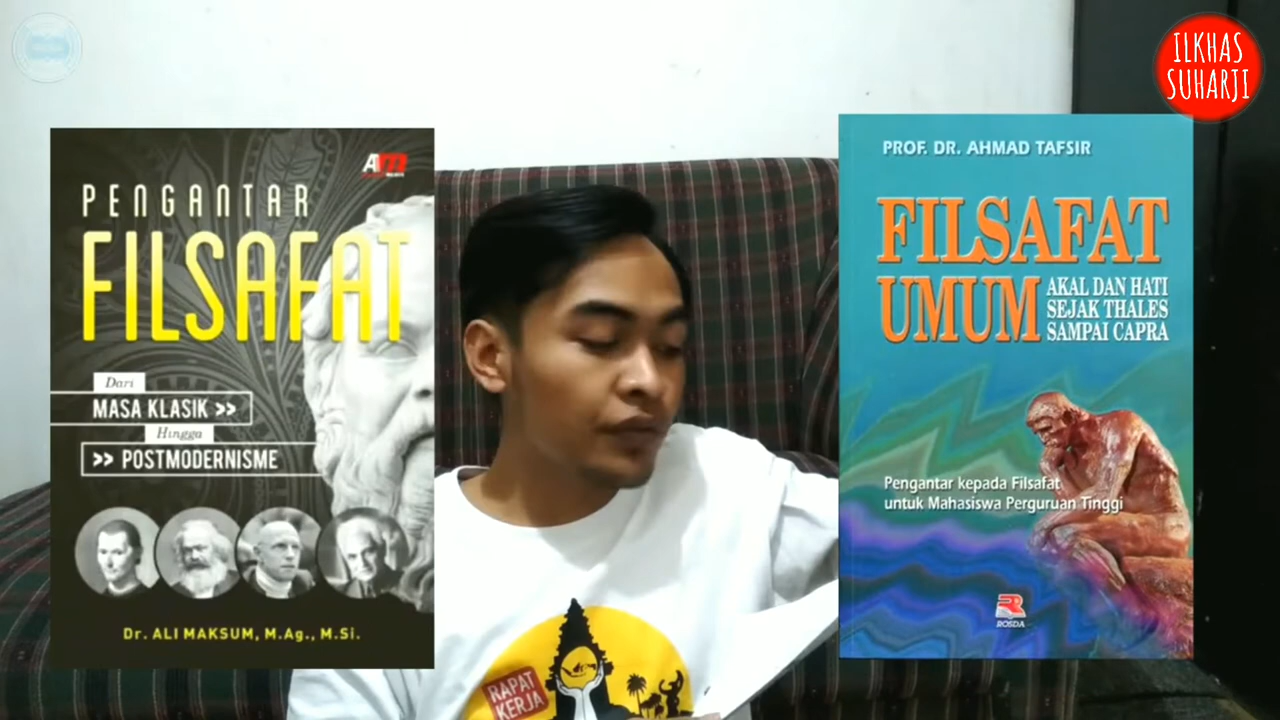 AM
PENGANTAR
FILSAFAT
Dari
MASA KLASIK >>
Hingga
>> POSTMODERNISME
Dr. ALI MAKSUM, M.Ag., M.Si.
RAPAT
KERJA
PROF. DR. AHMAD TAFSIR
FILSAFAT
UMUM
AKAL DAN HATI
SEJAK THALES
SAMPAI CAPRA
Pengantar kepada Filsafat
untuk Mahasiswa Perguruan Tinggi
ROSDA
ILKHAS
SUHARJI